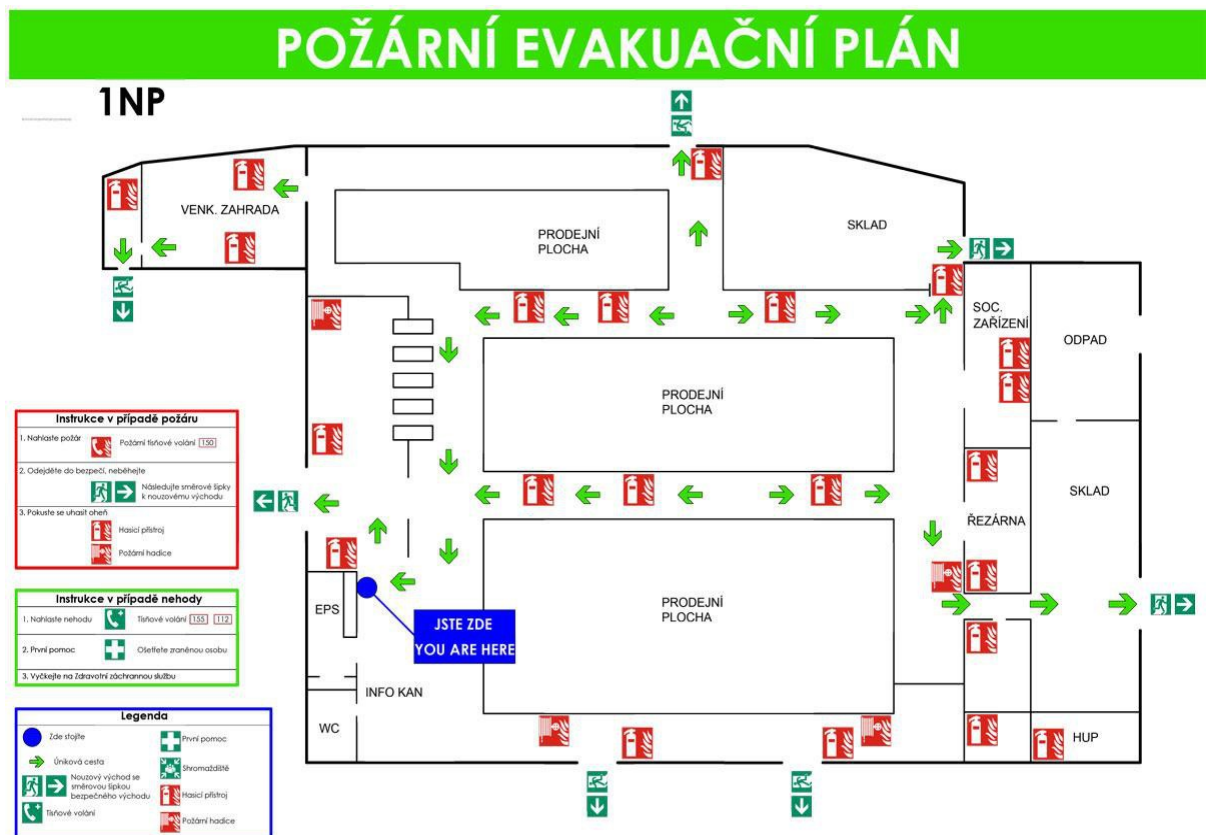 POŽÁRNÍ EVAKUAČNÍ PLÁN
1NP
VENK. ZAHRADA
PRODEJNÍ
PLOCHA
SKLAD
SOC.
ZAŘÍZENÍ
ODPAD
PRODEJNÍ
PLOCHA
SKLAD
ŘEZÁRNA
EPS
PRODEJNÍ
PLOCHA
JSTE ZDE
YOU ARE HERE
INFO KAN
WC
HUP
Instrukce v případě požáru
1. Nahlaste požár
Požární tísňové volání 150
2. Odejděte do bezpečí, neběhejte
Následujte směrové šipky
k nouzovému východu
3. Pokuste se uhasit oheň
Hasicí přístroj
Požární hadice
Instrukce v případě nehody
1. Nahlaste nehodu
Tísňové volání 155 112
2. První pomoc
Ošetřete zraněnou osobu
3. Vyčkejte na Zdravotní záchrannou službu
Legenda
Zde stojíte
Úniková cesta
Nouzový východ se
směrovou šipkou
bezpečného východu
Tísňové volání
První pomoc
Shromaždiště
Hasicí přístroj
Požární hadice